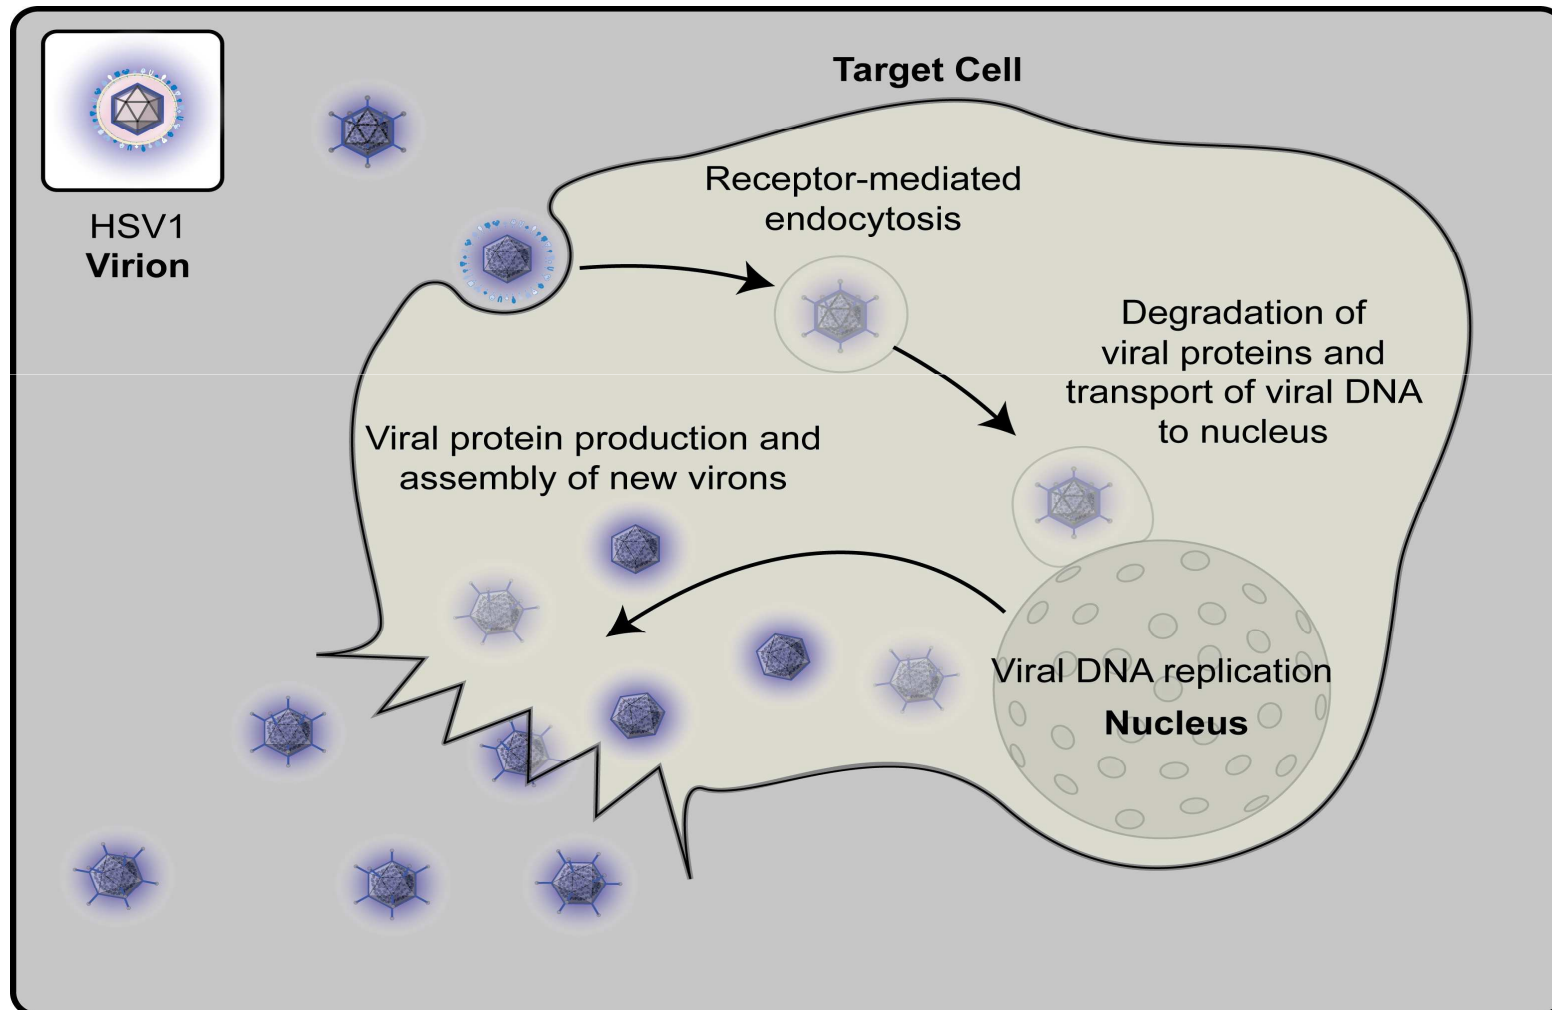 Target Cell
HSV1
Virion
Receptor-mediated
endocytosis
Degradation of
viral proteins and
transport of viral DNA
to nucleus
Viral protein production and
assembly of new virons
Viral DNA replication
Nucleus